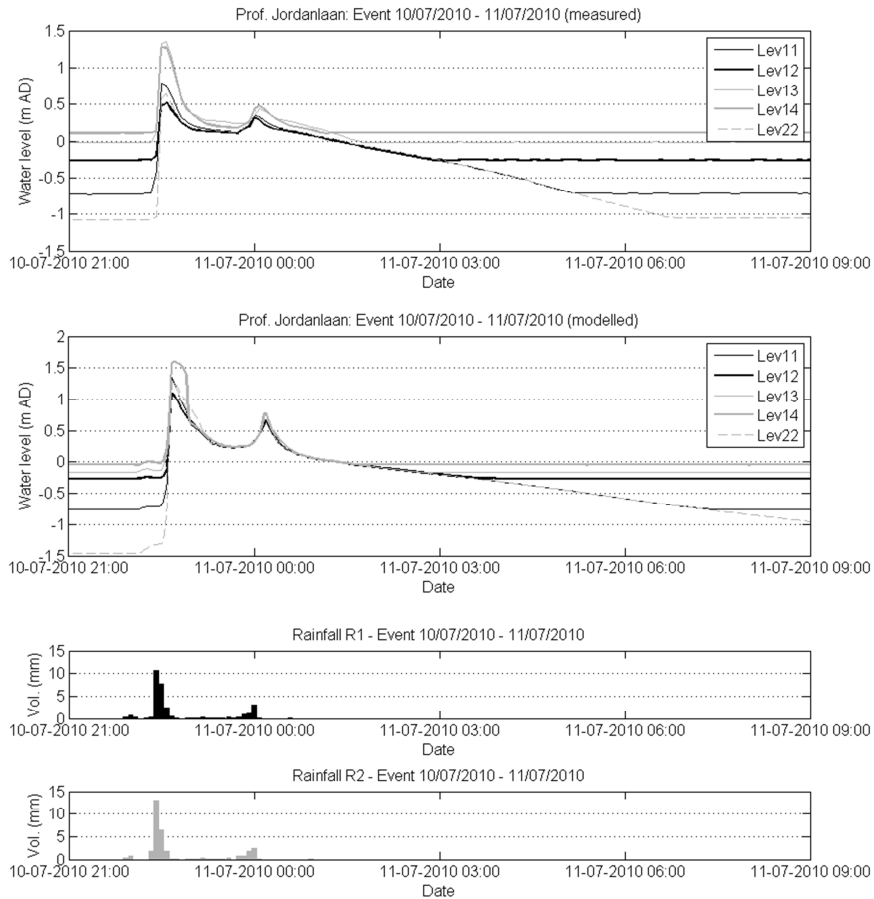 Prof. Jordanlaan: Event 10/07/2010 - 11/07/2010 (measured)
1.5
1
0.5
0
-0.5
-1
-1.5
Water level (m AD)
Lev11
Lev12
Lev13
Lev14
Lev22
10-07-2010 21:00 11-07-2010 00:00 11-07-2010 03:00 11-07-2010 06:00 11-07-2010 09:00
Date
Prof. Jordanlaan: Event 10/07/2010 - 11/07/2010 (modelled)
2
1.5
1
0.5
0
-0.5
-1
-1.5
Water level (m AD)
Lev11
Lev12
Lev13
Lev14
Lev22
10-07-2010 21:00 11-07-2010 00:00 11-07-2010 03:00 11-07-2010 06:00 11-07-2010 09:00
Date
Rainfall R1 - Event 10/07/2010 - 11/07/2010
15
10
5
0
Vol. (mm)
10-07-2010 21:00 11-07-2010 00:00 11-07-2010 03:00 11-07-2010 06:00 11-07-2010 09:00
Date
Rainfall R2 - Event 10/07/2010 - 11/07/2010
15
10
5
0
Vol. (mm)
10-07-2010 21:00 11-07-2010 00:00 11-07-2010 03:00 11-07-2010 06:00 11-07-2010 09:00
Date